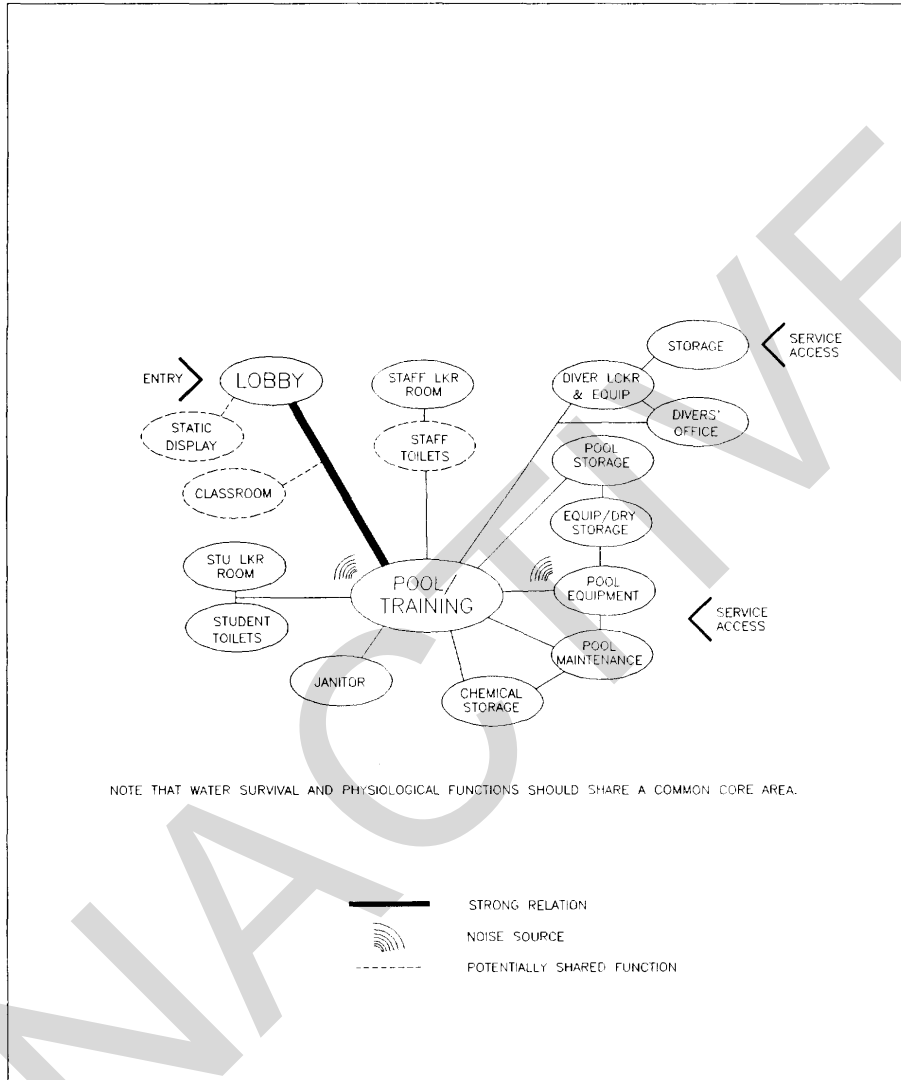 ENTRY
LOBBY
STATIC
DISPLAY
CLASSROOM
STAFF LKR
ROOM
STAFF
TOILETS
DIVER LCKR
& EQUIP
STORAGE
SERVICE
ACCESS
DIVERS'
OFFICE
POOL
STORAGE
EQUIP/DRY
STORAGE
STU LKR
ROOM
STUDENT
TOILETS
POOL/
TRAINING
POOL
EQUIPMENT
SERVICE
ACCESS
POOL
MAINTENANCE
JANITOR
CHEMICAL
STORAGE
NOTE THAT WATER SURVIVAL AND PHYSIOLOGICAL FUNCTIONS SHOULD SHARE A COMMON CORE AREA.
STRONG RELATION
NOISE SOURCE
POTENTIALLY SHARED FUNCTION